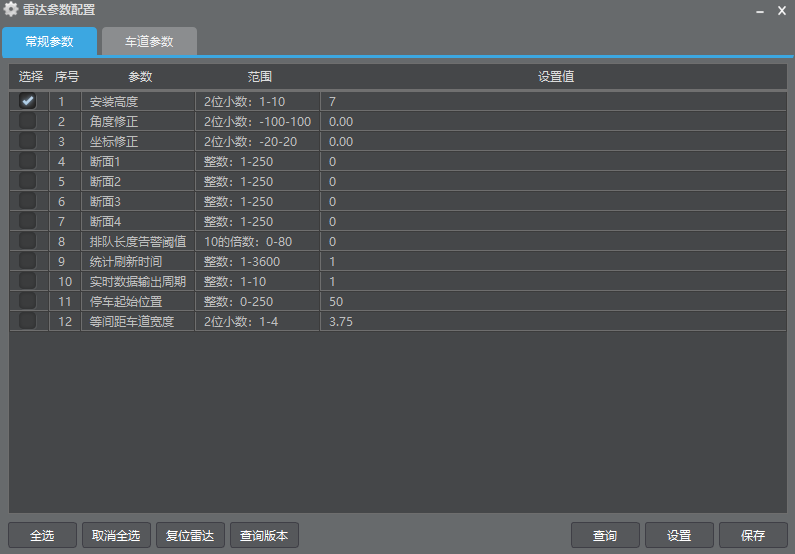 雷达参数配置
常规参数 车道参数
选择 序号 参数 范围 设置值
1 安装高度 2位小数：1-10 7
2 角度修正 2位小数：-100-100 0.00
3 坐标修正 2位小数：-20-20 0.00
4 断面1 整数：1-250 0
5 断面2 整数：1-250 0
6 断面3 整数：1-250 0
7 断面4 整数：1-250 0
8 排队长度告警阈值 10的倍数：0-80 0
9 统计刷新时间 整数：1-3600 1
10 实时数据输出周期 整数：1-10 1
11 停车起始位置 整数：0-250 50
12 等间距车道宽度 2位小数：1-4 3.75
全选 取消全选 复位雷达 查询版本 查询 设置 保存